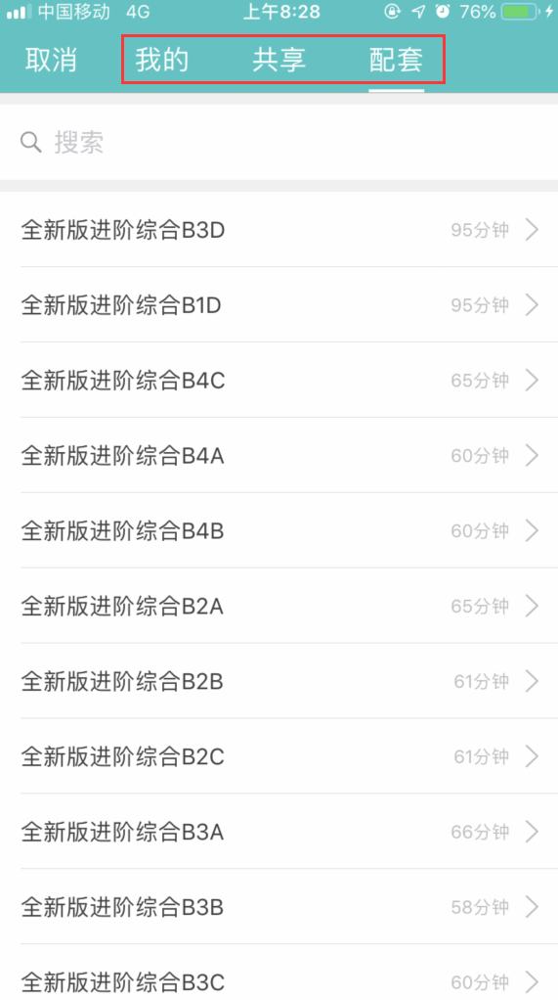 中国移动 4G 上午8:28 76%
取消 我的 共享 配套
搜索
全新版进阶综合B3D 95分钟
全新版进阶综合B1D 95分钟
全新版进阶综合B4C 65分钟
全新版进阶综合B4A 60分钟
全新版进阶综合B4B 60分钟
全新版进阶综合B2A 65分钟
全新版进阶综合B2B 61分钟
全新版进阶综合B2C 61分钟
全新版进阶综合B3A 66分钟
全新版进阶综合B3B 58分钟
全新版进阶综合B3C 60分钟